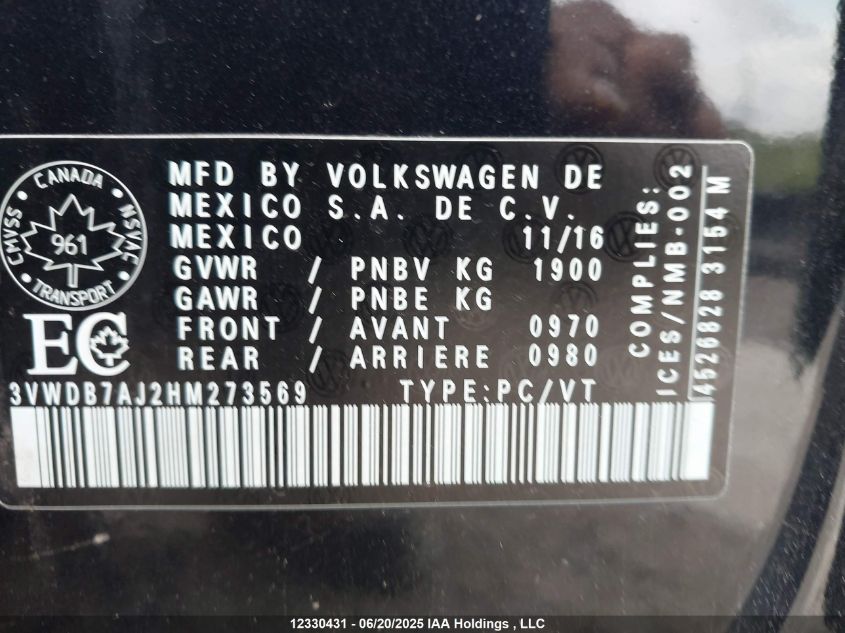 CANADA
CMVSS
NSVAC
961
TRANSPORT
EC
MFD BY VOLKSWAGEN DE
MEXICO S.A. DE C.V.
MEXICO 11/16
GVWR / PNBV KG 1900
GAWR / PNBE KG
FRONT / AVANT 0970
REAR / ARRIERE 0980
3VWDB7AJ2HM273569 TYPE:PC/VT
COMPLIES:
ICES/NMB-002
4526828 3154 M
12330431 - 06/20/2025 IAA Holdings , LLC